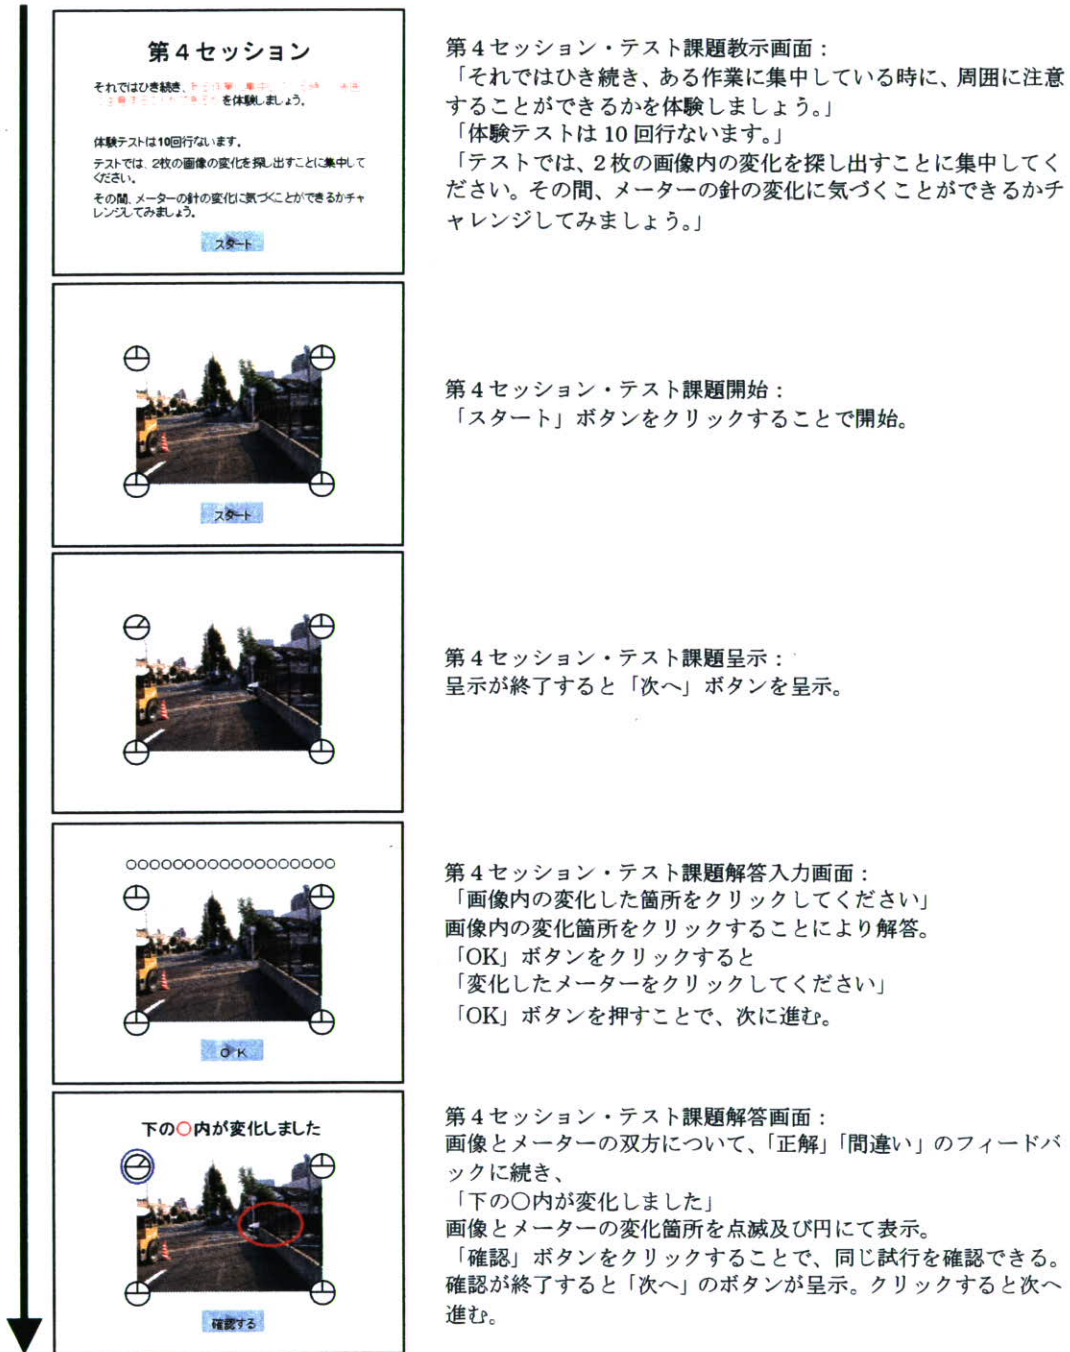 第４セッション
それではひき続き、
を体験しましょう。
体験テストは10回行ないます。
テストでは、2枚の画像の変化を探し出すことに集中して
ください。
その間、メーターの針の変化に気づくことができるかチャ
レンジしてみましょう。
スタート
第４セッション・テスト課題教示画面：
「それではひき続き、ある作業に集中している時に、周囲に注意
することができるかを体験しましょう。」
「体験テストは 10 回行ないます。」
「テストでは、2 枚の画像内の変化を探し出すことに集中してく
ださい。その間、メーターの針の変化に気づくことができるかチ
ャレンジしてみましょう。」
スタート
第４セッション・テスト課題開始：
「スタート」ボタンをクリックすることで開始。
第４セッション・テスト課題呈示：
呈示が終了すると「次へ」ボタンを呈示。
○○○○○○○○○○○○○○○○○○
ＯＫ
第４セッション・テスト課題解答入力画面：
「画像内の変化した箇所をクリックしてください」
画像内の変化箇所をクリックすることにより解答。
「OK」ボタンをクリックすると
「変化したメーターをクリックしてください」
「OK」ボタンを押すことで、次に進む。
下の○内が変化しました
確認する
第４セッション・テスト課題解答画面：
画像とメーターの双方について、「正解」「間違い」のフィードバ
ックに続き、
「下の○内が変化しました」
画像とメーターの変化箇所を点滅及び円にて表示。
「確認」ボタンをクリックすることで、同じ試行を確認できる。
確認が終了すると「次へ」のボタンが呈示。クリックすると次へ
進む。